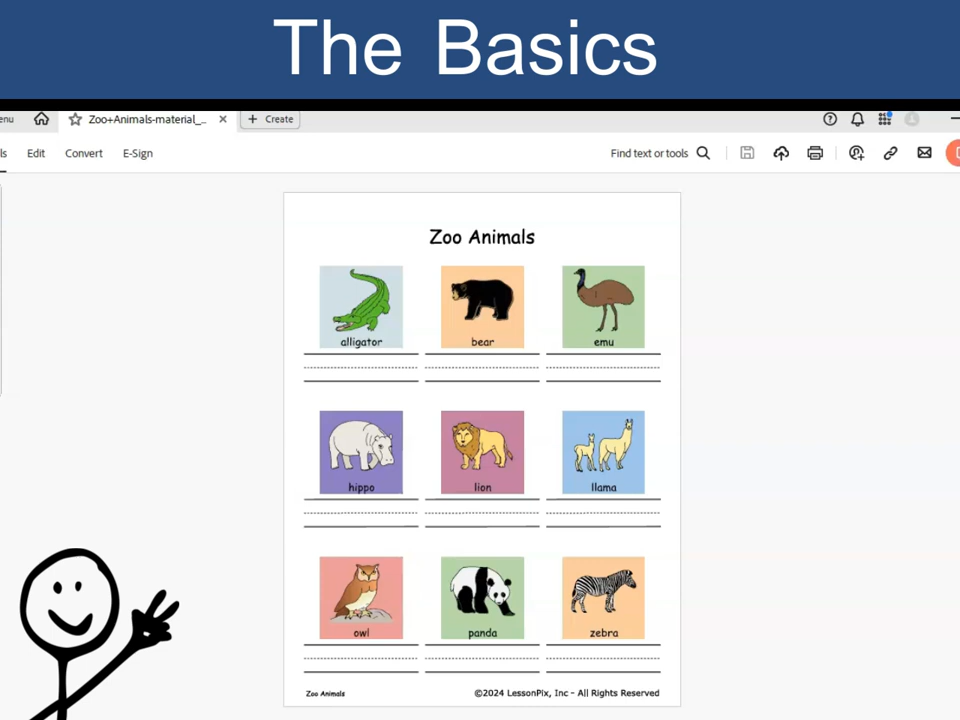 The Basics
enu
Zoo+Animals-material_...
Create
ls Edit Convert E-Sign
Find text or tools
Zoo Animals
alligator bear emu
hippo lion llama
owl panda zebra
Zoo Animals
©2024 LessonPix, Inc - All Rights Reserved